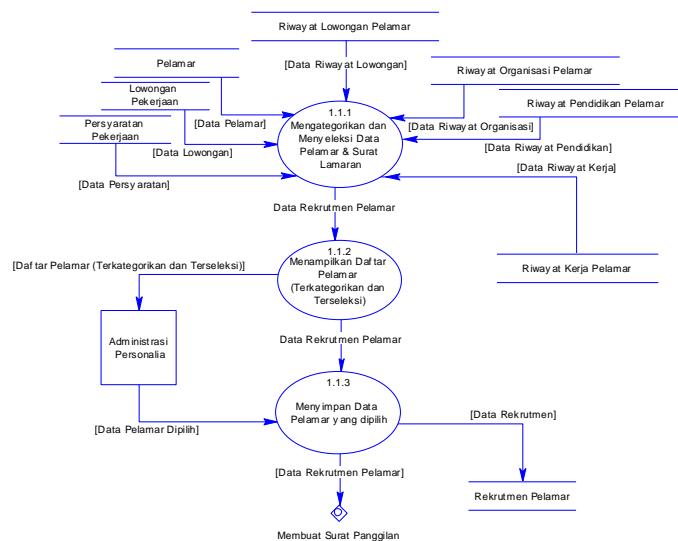 Riwayat Lowongan Pelamar
[Data Riwayat Lowongan]
Pelamar
Riwayat Organisasi Pelamar
Lowongan
Pekerjaan
Riwayat Pendidikan Pelamar
1.1.1
Mengategorikan dan
Menyeleksi Data
Pelamar & Surat
Lamaran
[Data Pelamar]
[Data Riwayat Organisasi]
Persyaratan
Pekerjaan
[Data Lowongan]
[Data Riwayat Pendidikan]
[Data Persyaratan]
[Data Riwayat Kerja]
Data Rekrutmen Pelamar
1.1.2
Menampilkan Daftar
Pelamar
(Terkategorikan dan
Terseleksi)
[Daftar Pelamar (Terkategorikan dan Terseleksi)]
Riwayat Kerja Pelamar
Administrasi
Personalia
Data Rekrutmen Pelamar
1.1.3
Menyimpan Data
Pelamar yang dipilih
[Data Pelamar Dipilih]
[Data Rekrutmen]
[Data Rekrutmen Pelamar]
Rekrutmen Pelamar
Membuat Surat Panggilan